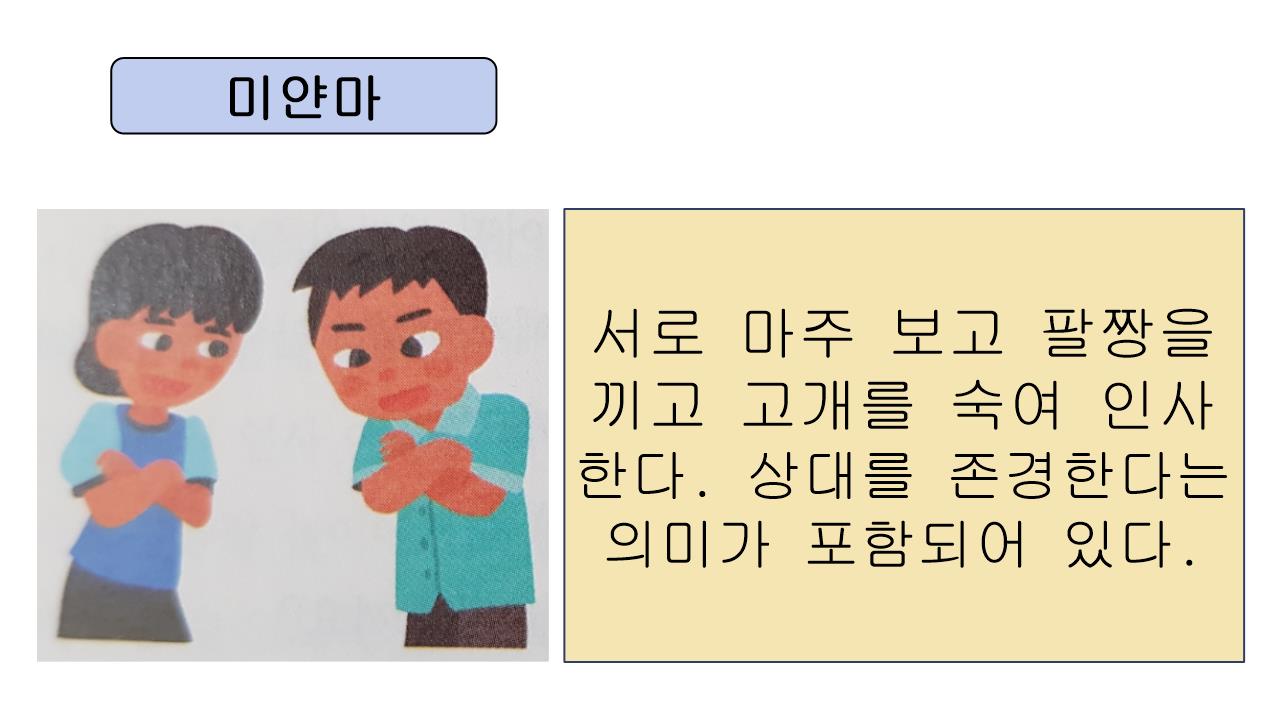 미얀마
서로 마주 보고 팔짱을
끼고 고개를 숙여 인사
한다. 상대를 존경한다는
의미가 포함되어 있다.